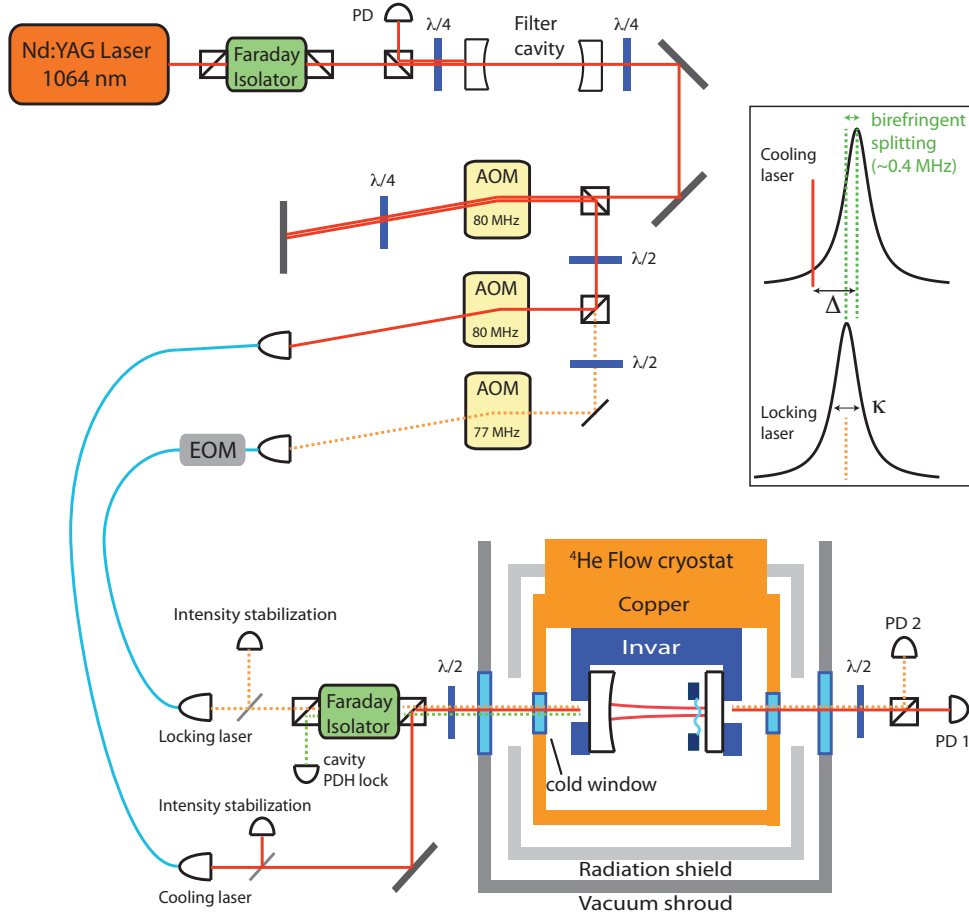 Nd:YAG Laser
1064 nm
Faraday
Isolator
PD
λ/4
Filter
cavity
λ/4
λ/4
AOM
80 MHz
λ/2
AOM
80 MHz
λ/2
AOM
77 MHz
EOM
birefringent
splitting
(~0.4 MHz)
Cooling
laser
Δ
Locking
laser
κ
Intensity stabilization
Locking laser
Faraday
Isolator
cavity
PDH lock
Intensity stabilization
Cooling laser
λ/2
⁴He Flow cryostat
Copper
Invar
cold window
Radiation shield
Vacuum shroud
λ/2
PD 2
PD 1